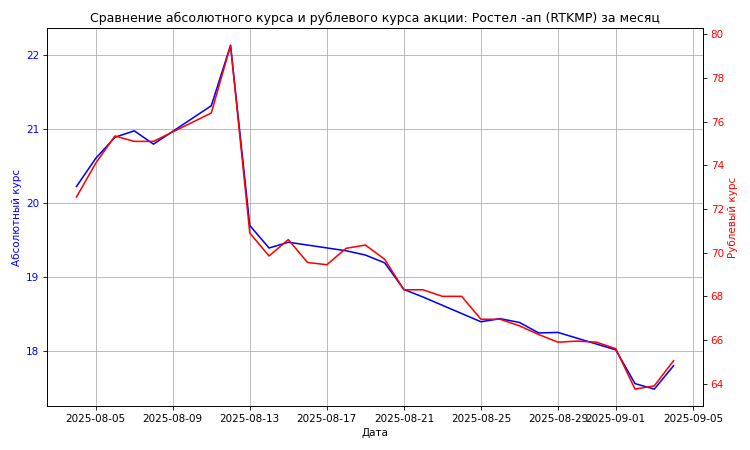 Сравнение абсолютного курса и рублевого курса акции: Ростел -ап (RTKMP) за месяц
80
22
78
76
21
74
Абсолютный курс
20
72
Рублевый курс
70
19
68
66
18
64
2025-08-05 2025-08-09 2025-08-13 2025-08-17 2025-08-21 2025-08-25 2025-08-29 2025-09-01 2025-09-05
Дата